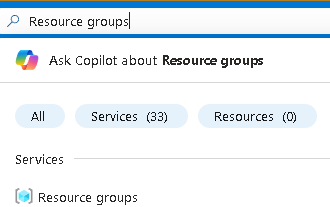 Resource groups
Ask Copilot about Resource groups
All Services (33) Resources (0)
Services
Resource groups